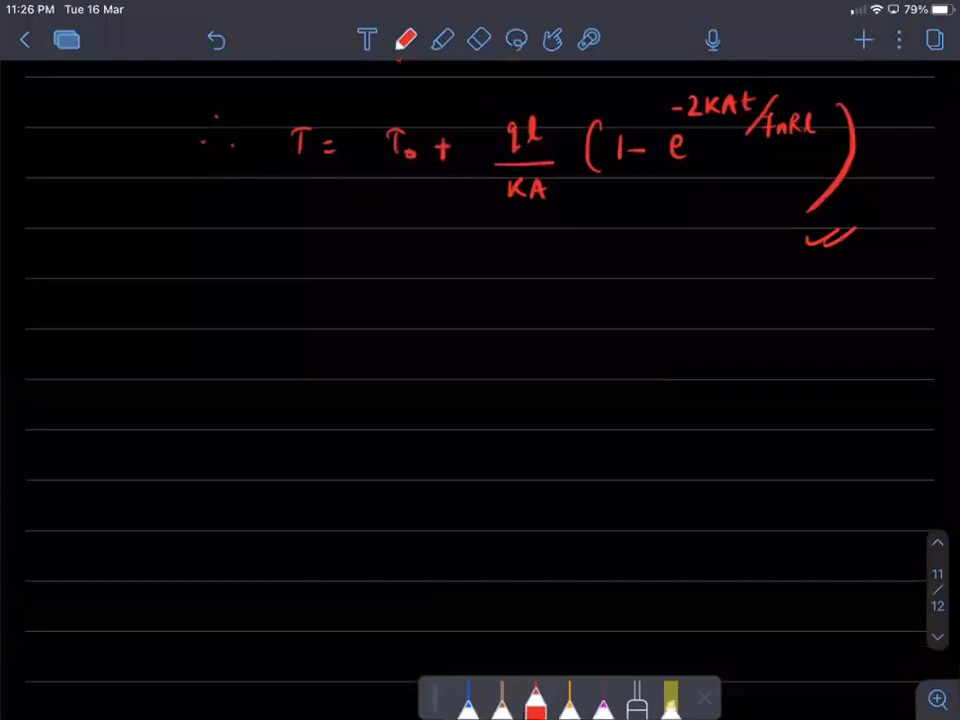 11:26 PM Tue 16 Mar 79%
∴ T = T₀ + ql/KA (1 - e^(-2KAt/fnRl))
11
/
12